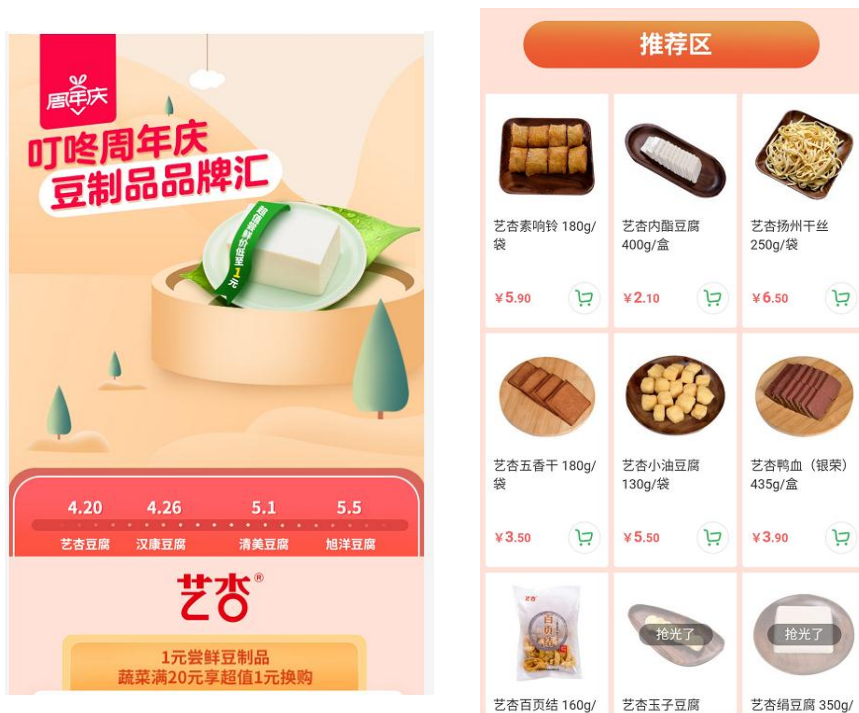 周年庆
叮咚周年庆
豆制品品牌汇
1元
4.20 4.26 5.1 5.5
艺杏豆腐 汉康豆腐 清美豆腐 旭洋豆腐
艺杏®
1元尝鲜豆制品
蔬菜满20元享超值1元换购
推荐区
艺杏素响铃 180g/
袋
¥5.90
艺杏内酯豆腐
400g/盒
¥2.10
艺杏扬州干丝
250g/袋
¥6.50
艺杏五香干 180g/
袋
¥3.50
艺杏小油豆腐
130g/袋
¥5.50
艺杏鸭血（银荣）
435g/盒
¥3.90
艺杏
百页结
艺杏百页结 160g/
抢光了
艺杏玉子豆腐
抢光了
艺杏绢豆腐 350g/